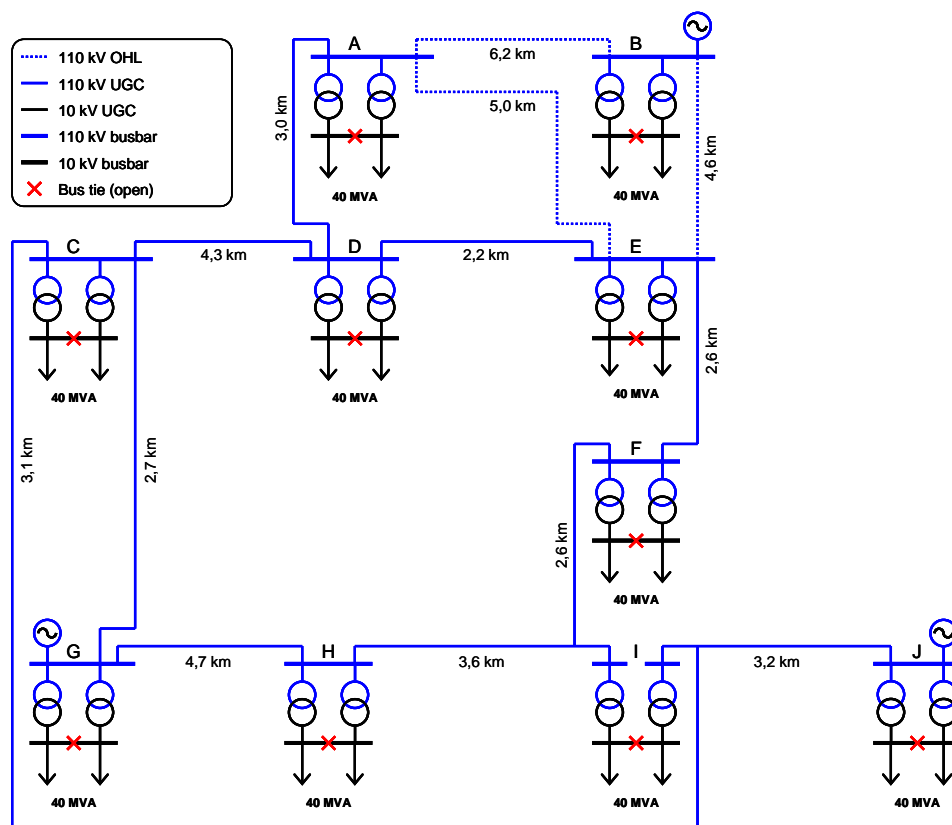 A
B
6,2 km
110 kV OHL
110 kV UGC
10 kV UGC
110 kV busbar
10 kV busbar
Bus tie (open)
5,0 km
3,0 km
4,6 km
40 MVA
40 MVA
C
D
E
4,3 km
2,2 km
40 MVA
40 MVA
40 MVA
2,6 km
3,1 km
2,7 km
F
2,6 km
40 MVA
G
H
I
J
4,7 km
3,6 km
3,2 km
40 MVA
40 MVA
40 MVA
40 MVA